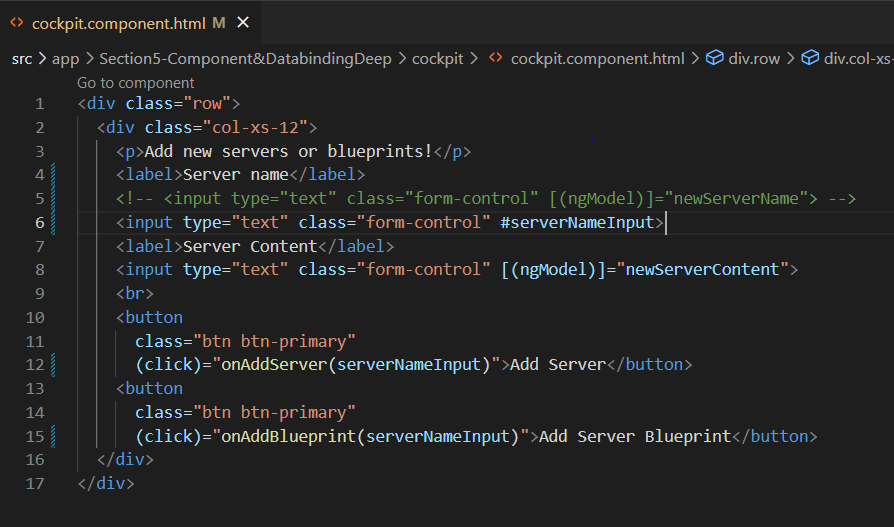 cockpit.component.html M
src > app > Section5-Component&DatabindingDeep > cockpit > cockpit.component.html > div.row > div.col-xs-
Go to component
1 <div class="row">
2 <div class="col-xs-12">
3 <p>Add new servers or blueprints!</p>
4 <label>Server name</label>
5 <!-- <input type="text" class="form-control" [(ngModel)]="newServerName"> -->
6 <input type="text" class="form-control" #serverNameInput>
7 <label>Server Content</label>
8 <input type="text" class="form-control" [(ngModel)]="newServerContent">
9 <br>
10 <button
11 class="btn btn-primary"
12 (click)="onAddServer(serverNameInput)">Add Server</button>
13 <button
14 class="btn btn-primary"
15 (click)="onAddBlueprint(serverNameInput)">Add Server Blueprint</button>
16 </div>
17 </div>